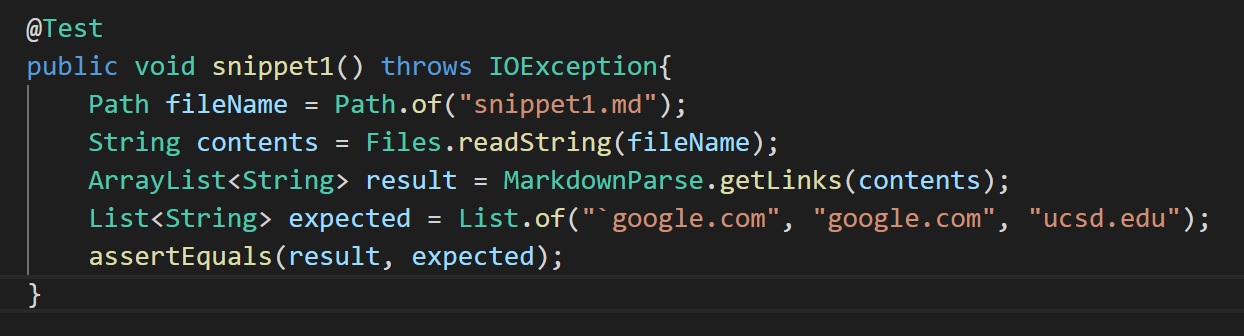 @Test
public void snippet1() throws IOException{
    Path fileName = Path.of("snippet1.md");
    String contents = Files.readString(fileName);
    ArrayList<String> result = MarkdownParse.getLinks(contents);
    List<String> expected = List.of("`google.com", "google.com", "ucsd.edu");
    assertEquals(result, expected);
}